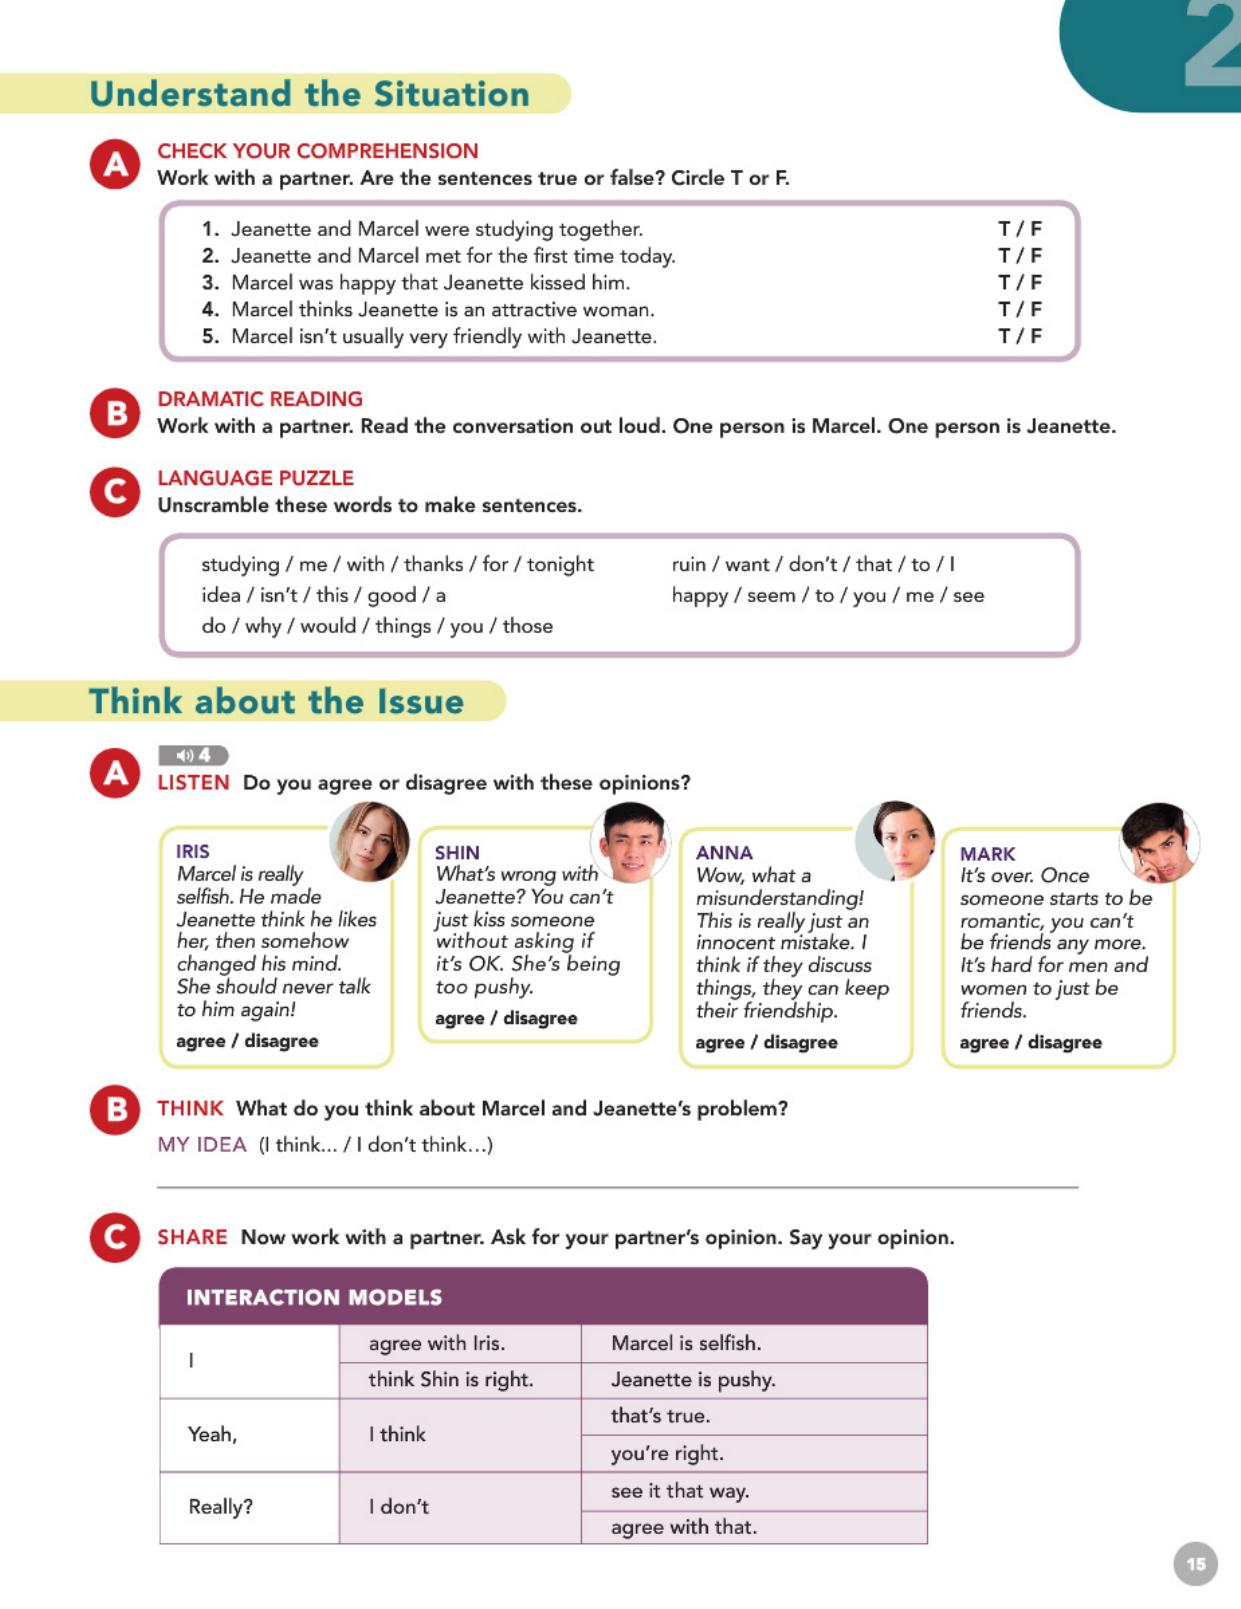 2
Understand the Situation
A
CHECK YOUR COMPREHENSION
Work with a partner. Are the sentences true or false? Circle T or F.
1. Jeanette and Marcel were studying together. T / F
2. Jeanette and Marcel met for the first time today. T / F
3. Marcel was happy that Jeanette kissed him. T / F
4. Marcel thinks Jeanette is an attractive woman. T / F
5. Marcel isn't usually very friendly with Jeanette. T / F
B
DRAMATIC READING
Work with a partner. Read the conversation out loud. One person is Marcel. One person is Jeanette.
C
LANGUAGE PUZZLE
Unscramble these words to make sentences.
studying / me / with / thanks / for / tonight
idea / isn't / this / good / a
do / why / would / things / you / those
ruin / want / don't / that / to / I
happy / seem / to / you / me / see
Think about the Issue
A
4
LISTEN Do you agree or disagree with these opinions?
IRIS
Marcel is really
selfish. He made
Jeanette think he likes
her, then somehow
changed his mind.
She should never talk
to him again!
agree / disagree
SHIN
What's wrong with
Jeanette? You can't
just kiss someone
without asking if
it's OK. She's being
too pushy.
agree / disagree
ANNA
Wow, what a
misunderstanding!
This is really just an
innocent mistake. I
think if they discuss
things, they can keep
their friendship.
agree / disagree
MARK
It's over. Once
someone starts to be
romantic, you can't
be friends any more.
It's hard for men and
women to just be
friends.
agree / disagree
B
THINK What do you think about Marcel and Jeanette's problem?
MY IDEA (I think... / I don't think...)
C
SHARE Now work with a partner. Ask for your partner's opinion. Say your opinion.
INTERACTION MODELS
I
agree with Iris. Marcel is selfish.
think Shin is right. Jeanette is pushy.
Yeah, I think
that's true.
you're right.
Really? I don't
see it that way.
agree with that.
15